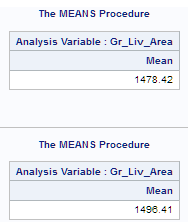 The MEANS Procedure
Analysis Variable : Gr_Liv_Area
Mean
1478.42
The MEANS Procedure
Analysis Variable : Gr_Liv_Area
Mean
1496.41